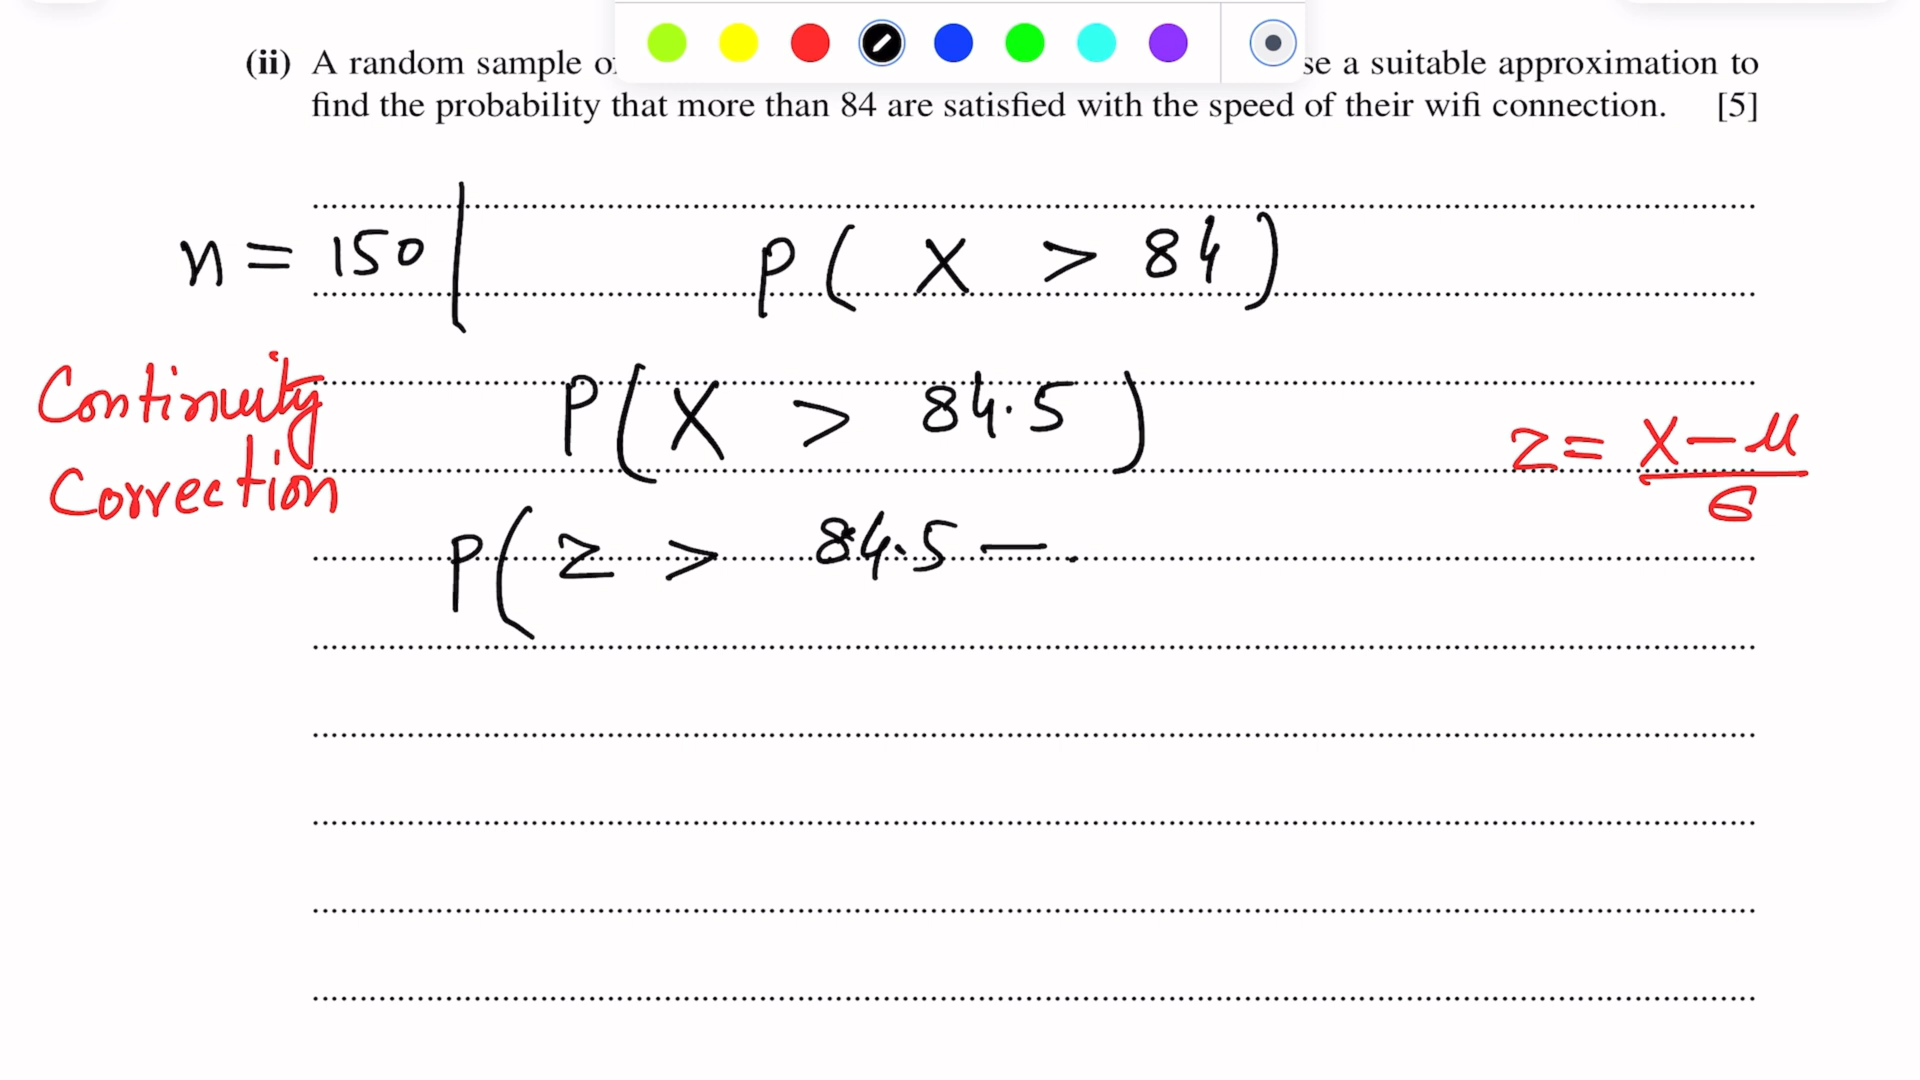 (ii) A random sample o se a suitable approximation to
find the probability that more than 84 are satisfied with the speed of their wifi connection. [5]
n = 150 P( X > 84)
Continuity
Correction
P(X > 84.5)
z = X - μ
σ
P( z > 84.5 -